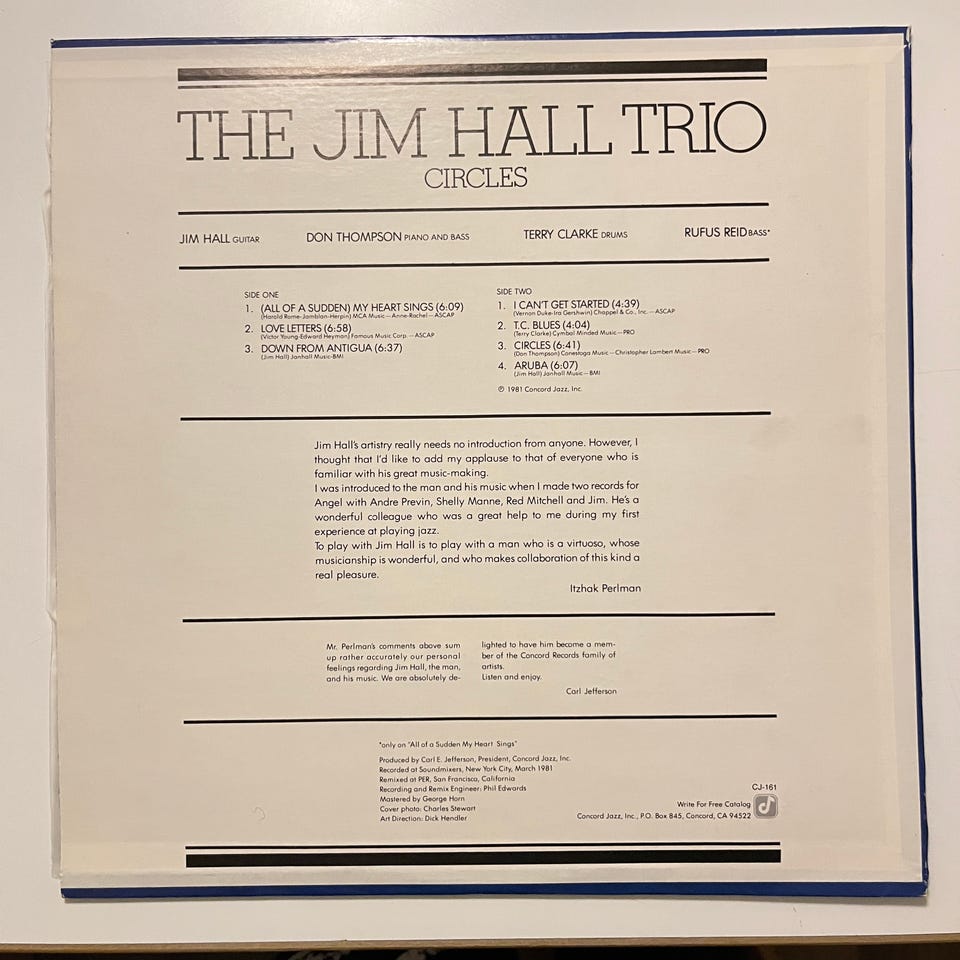 THE JIM HALL TRIO
CIRCLES
JIM HALL GUITAR DON THOMPSON PIANO AND BASS TERRY CLARKE DRUMS RUFUS REID BASS*
SIDE ONE
1. (ALL OF A SUDDEN) MY HEART SINGS (6:09)
(Harold Rome-Jamblan-Herpin) MCA Music—Anne-Rachel—ASCAP
2. LOVE LETTERS (6:58)
(Victor Young-Edward Heyman) Famous Music Corp.—ASCAP
3. DOWN FROM ANTIGUA (6:37)
(Jim Hall) Janhall Music-BMI
SIDE TWO
1. I CAN'T GET STARTED (4:39)
(Vernon Duke-Ira Gershwin) Chappel & Co., Inc.—ASCAP
2. T.C. BLUES (4:04)
(Terry Clarke) Cymbal Minded Music—PRO
3. CIRCLES (6:41)
(Don Thompson) Conestoga Music—Christopher Lambert Music—PRO
4. ARUBA (6:07)
(Jim Hall) Janhall Music—BMI
℗ 1981 Concord Jazz, Inc.
Jim Hall's artistry really needs no introduction from anyone. However, I
thought that I'd like to add my applause to that of everyone who is
familiar with his great music-making.
I was introduced to the man and his music when I made two records for
Angel with Andre Previn, Shelly Manne, Red Mitchell and Jim. He's a
wonderful colleague who was a great help to me during my first
experience at playing jazz.
To play with Jim Hall is to play with a man who is a virtuoso, whose
musicianship is wonderful, and who makes collaboration of this kind a
real pleasure.
Itzhak Perlman
Mr. Perlman's comments above sum
up rather accurately our personal
feelings regarding Jim Hall, the man,
and his music. We are absolutely de-
lighted to have him become a mem-
ber of the Concord Records family of
artists.
Listen and enjoy.
Carl Jefferson
*only on "All of a Sudden My Heart Sings"
Produced by Carl E. Jefferson, President, Concord Jazz, Inc.
Recorded at Soundmixers, New York City, March 1981
Remixed at PER, San Francisco, California
Recording and Remix Engineer: Phil Edwards
Mastered by George Horn
Cover photo: Charles Stewart
Art Direction: Dick Hendler
CJ-161
Write For Free Catalog
Concord Jazz, Inc., P.O. Box 845, Concord, CA 94522